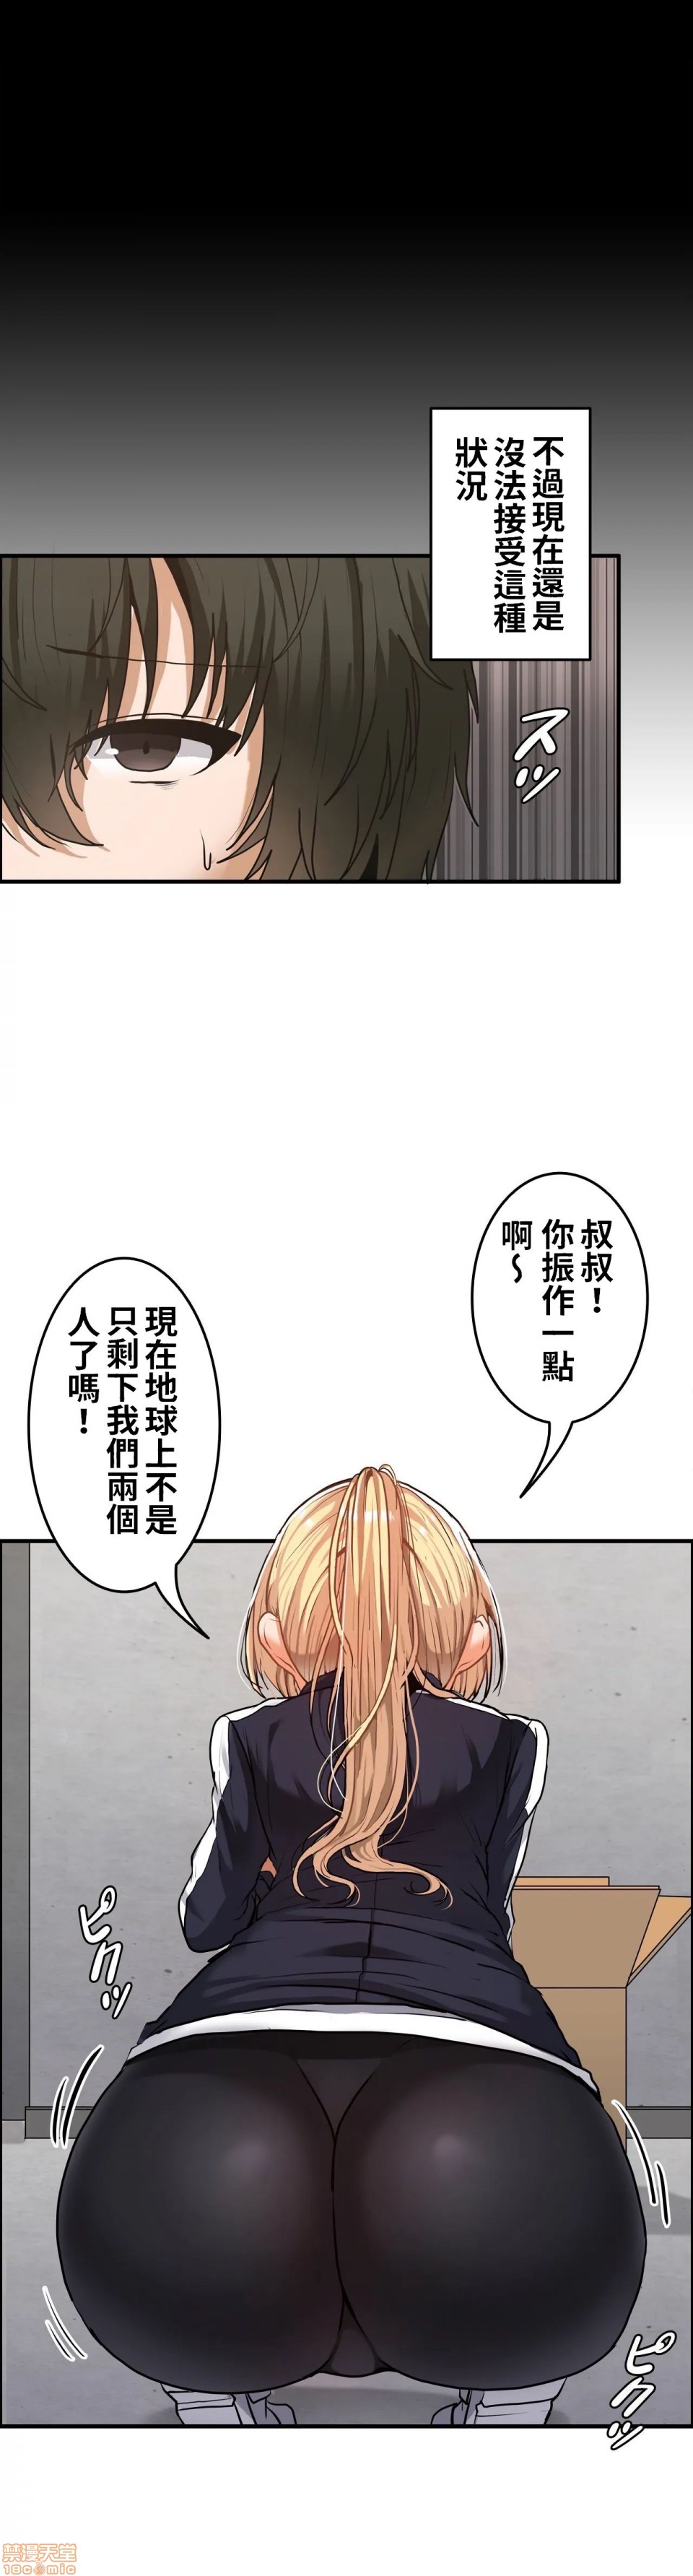 不過現在還是
沒法接受這種
狀況
スッ
叔叔！
你振作一點
啊～
現在地球上不是
只剩下我們兩個
人了嗎！
ピクッ
ピクッ
禁漫天堂
18comic